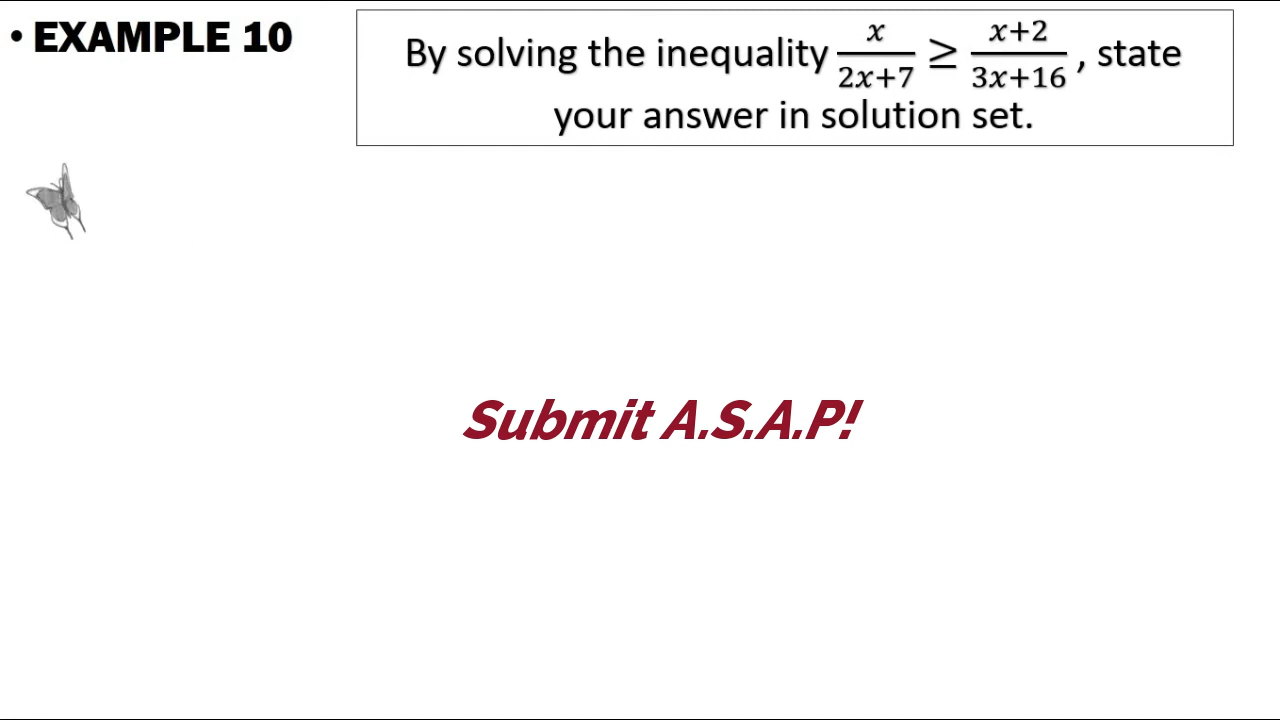 • EXAMPLE 10
By solving the inequality x/(2x+7) ≥ (x+2)/(3x+16), state
your answer in solution set.
Submit A.S.A.P!